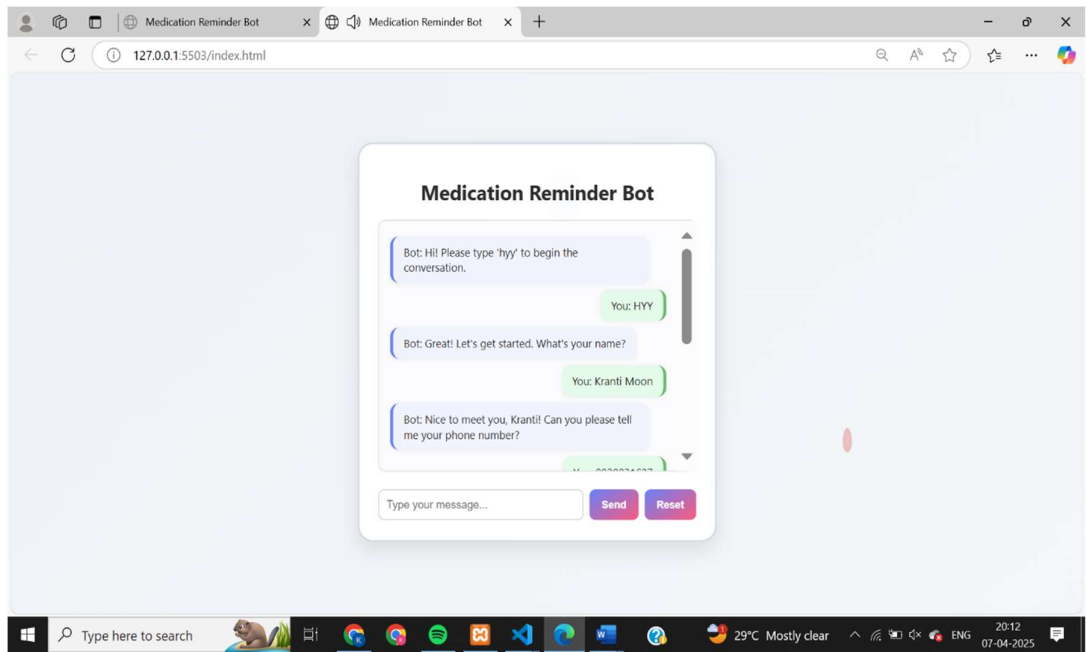 Medication Reminder Bot
Medication Reminder Bot
127.0.0.1:5503/index.html
Medication Reminder Bot
Bot: Hi! Please type 'hyy' to begin the
conversation.
You: HYY
Bot: Great! Let's get started. What's your name?
You: Kranti Moon
Bot: Nice to meet you, Kranti! Can you please tell
me your phone number?
Type your message...
Send
Reset
Type here to search
29°C Mostly clear
ENG
20:12
07-04-2025